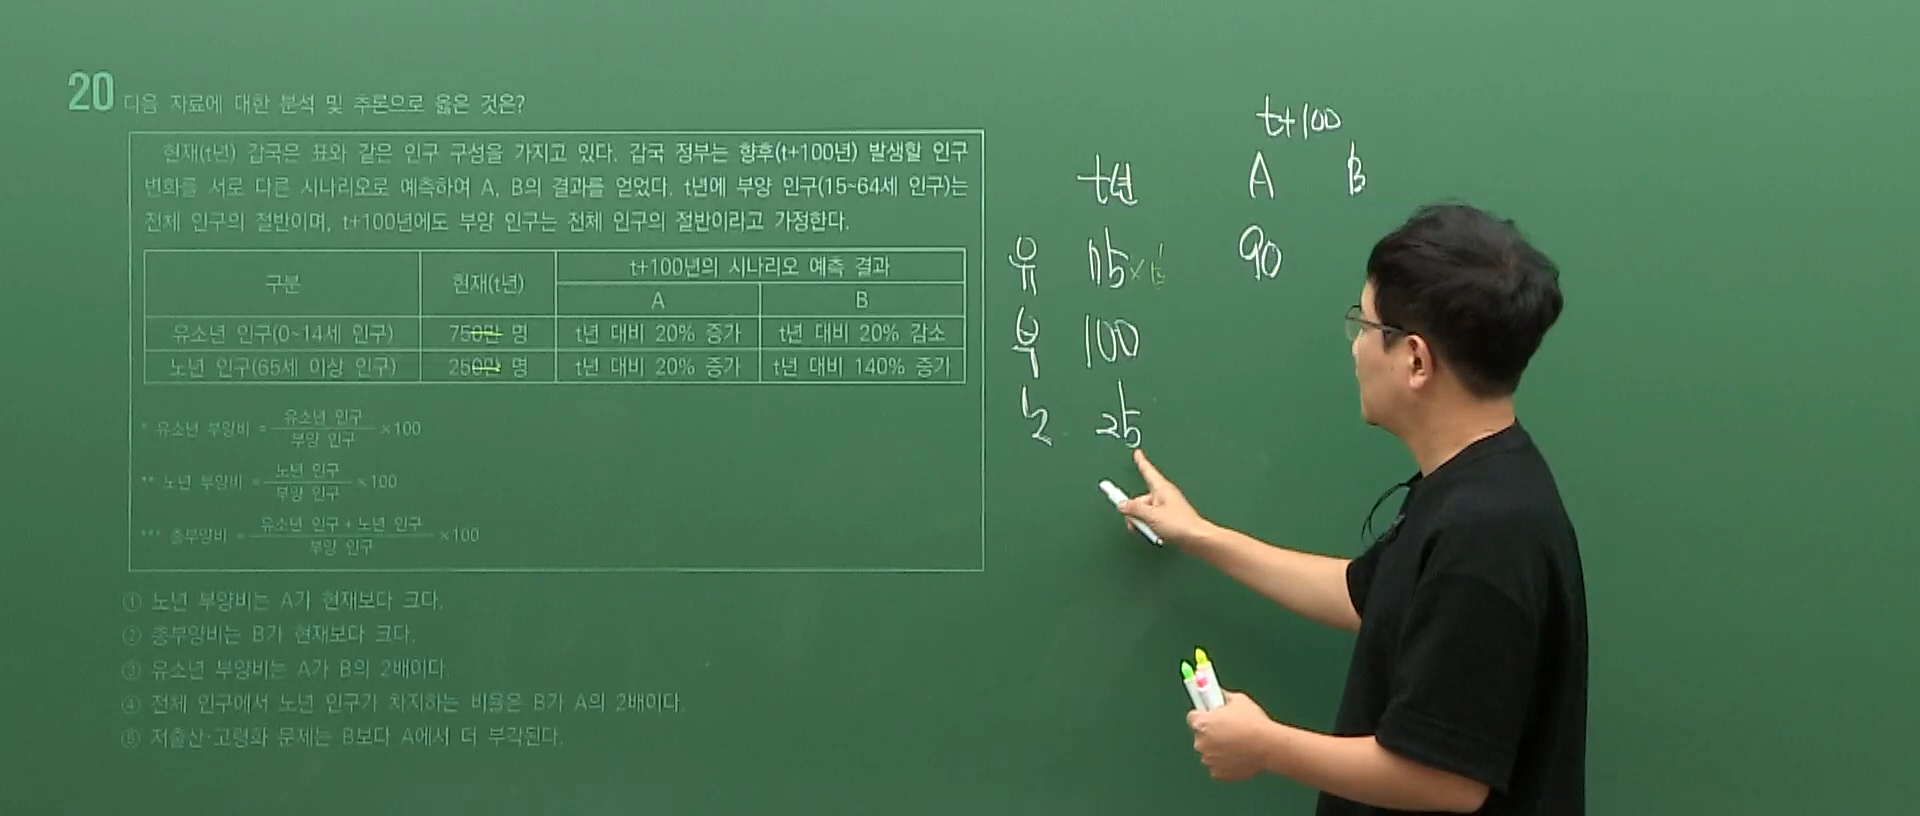 20 다음 자료에 대한 분석 및 추론으로 옳은 것은?
현재(t년) 갑국은 표와 같은 인구 구성을 가지고 있다. 갑국 정부는 향후(t+100년) 발생할 인구
변화를 서로 다른 시나리오로 예측하여 A, B의 결과를 얻었다. t년에 부양 인구(15~64세 인구)는
전체 인구의 절반이며, t+100년에도 부양 인구는 전체 인구의 절반이라고 가정한다.
구분 현재(t년) t+100년의 시나리오 예측 결과
A B
유소년 인구(0~14세 인구) 750만 명 t년 대비 20% 증가 t년 대비 20% 감소
노년 인구(65세 이상 인구) 250만 명 t년 대비 20% 증가 t년 대비 140% 증가
* 유소년 부양비 = 유소년 인구 / 부양 인구 ×100
** 노년 부양비 = 노년 인구 / 부양 인구 ×100
*** 총부양비 = 유소년 인구 + 노년 인구 / 부양 인구 ×100
① 노년 부양비는 A가 현재보다 크다.
② 총부양비는 B가 현재보다 크다.
③ 유소년 부양비는 A가 B의 2배이다.
④ 전체 인구에서 노년 인구가 차지하는 비율은 B가 A의 2배이다.
⑤ 저출산·고령화 문제는 B보다 A에서 더 부각된다.
t+100
t년 A B
유 75 90
부 100
노 25